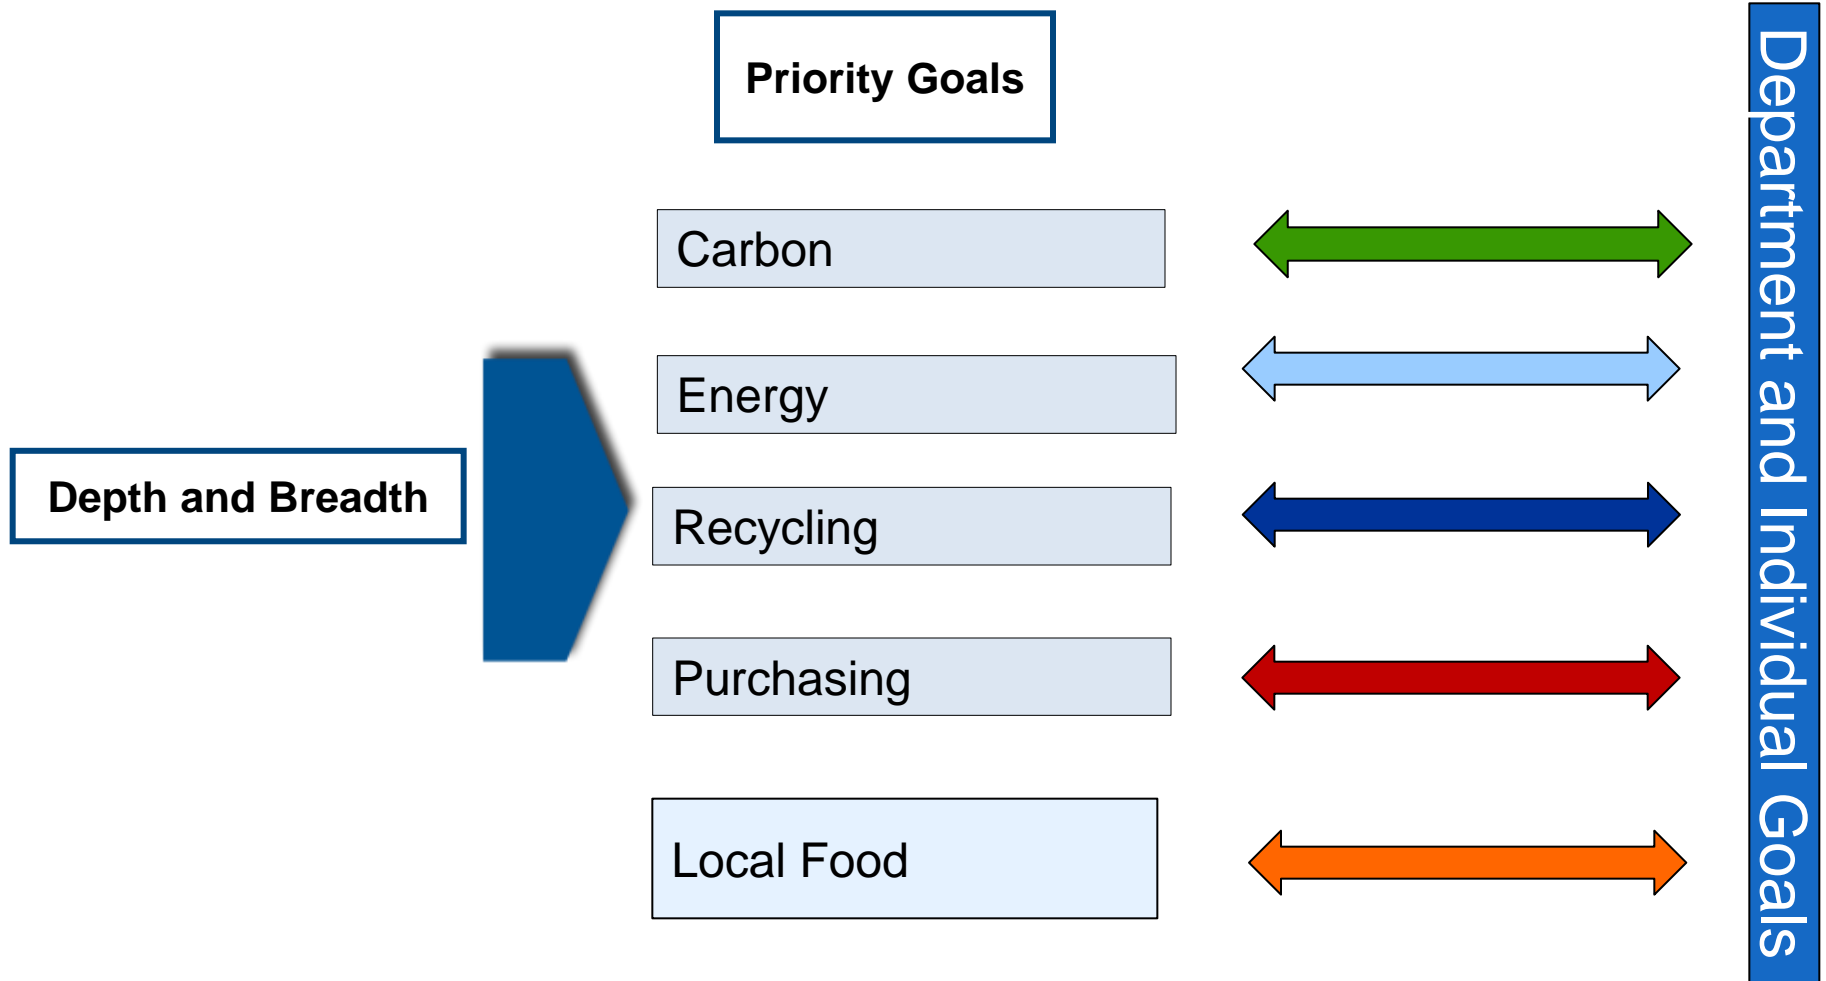 Priority Goals
Carbon
Energy
Depth and Breadth
Recycling
Purchasing
Local Food
Department and Individual Goals